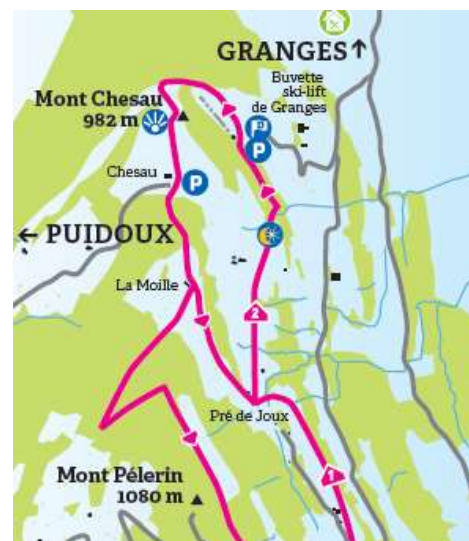 GRANGES↑
Buvette
ski-lift
de Granges
Mont Chesau
982 m
P
P
Chesau
P
← PUIDOUX
La Moille
2
Pré de Joux
Mont Pélerin
1080 m
1